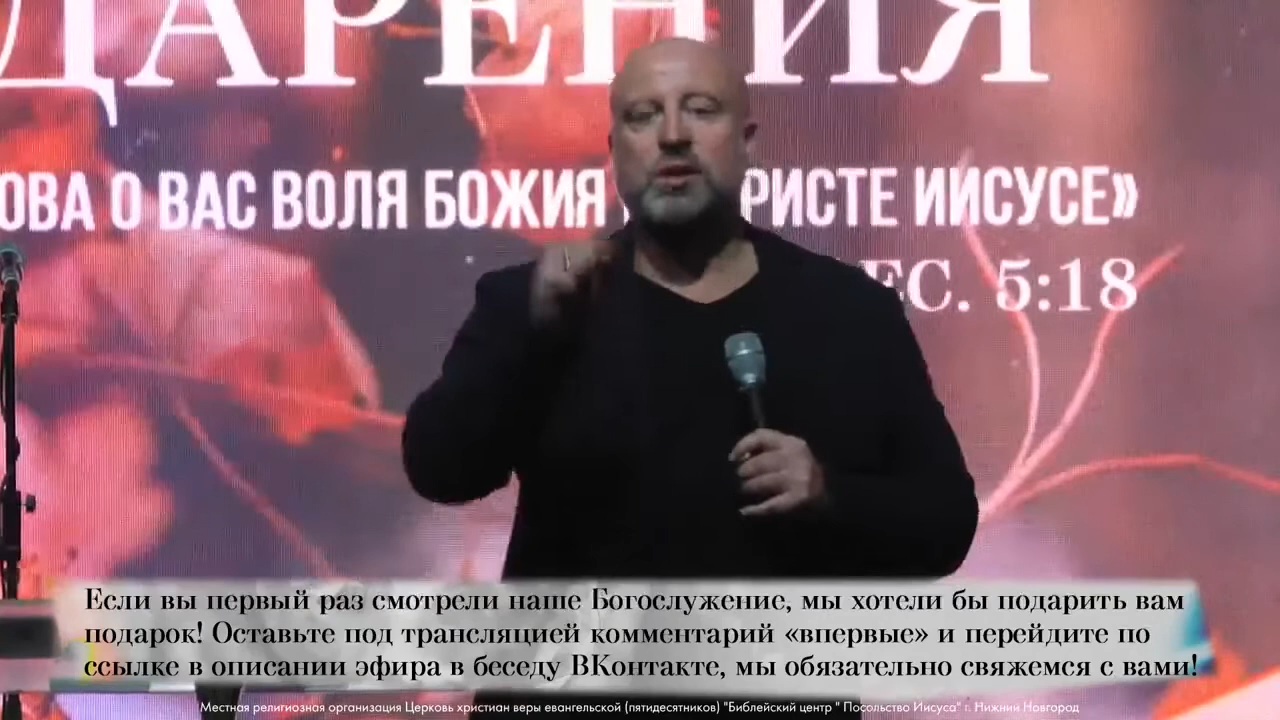 ДАРЕНИЯ
ОВА О ВАС ВОЛЯ БОЖИЯ РИСТЕ ИИСУСЕ»
ЕС. 5:18
Если вы первый раз смотрели наше Богослужение, мы хотели бы подарить вам
подарок! Оставьте под трансляцией комментарий «впервые» и перейдите по
ссылке в описании эфира в беседу ВКонтакте, мы обязательно свяжемся с вами!
Местная религиозная организация Церковь христиан веры евангельской (пятидесятников) "Библейский центр " Посольство Иисуса" г. Нижний Новгород